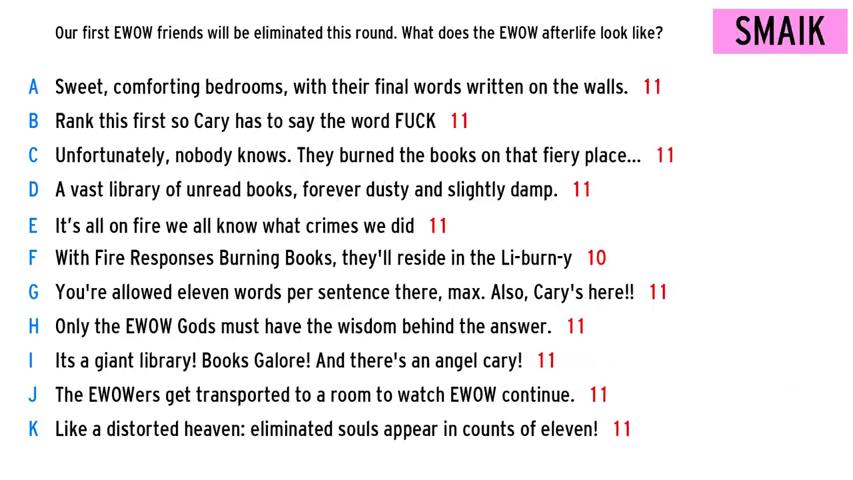 Our first EWOW friends will be eliminated this round. What does the EWOW afterlife look like?
SMAIK
A Sweet, comforting bedrooms, with their final words written on the walls. 11
B Rank this first so Cary has to say the word FUCK 11
C Unfortunately, nobody knows. They burned the books on that fiery place... 11
D A vast library of unread books, forever dusty and slightly damp. 11
E It’s all on fire we all know what crimes we did 11
F With Fire Responses Burning Books, they'll reside in the Li-burn-y 10
G You're allowed eleven words per sentence there, max. Also, Cary's here!! 11
H Only the EWOW Gods must have the wisdom behind the answer. 11
I Its a giant library! Books Galore! And there's an angel cary! 11
J The EWOWers get transported to a room to watch EWOW continue. 11
K Like a distorted heaven: eliminated souls appear in counts of eleven! 11